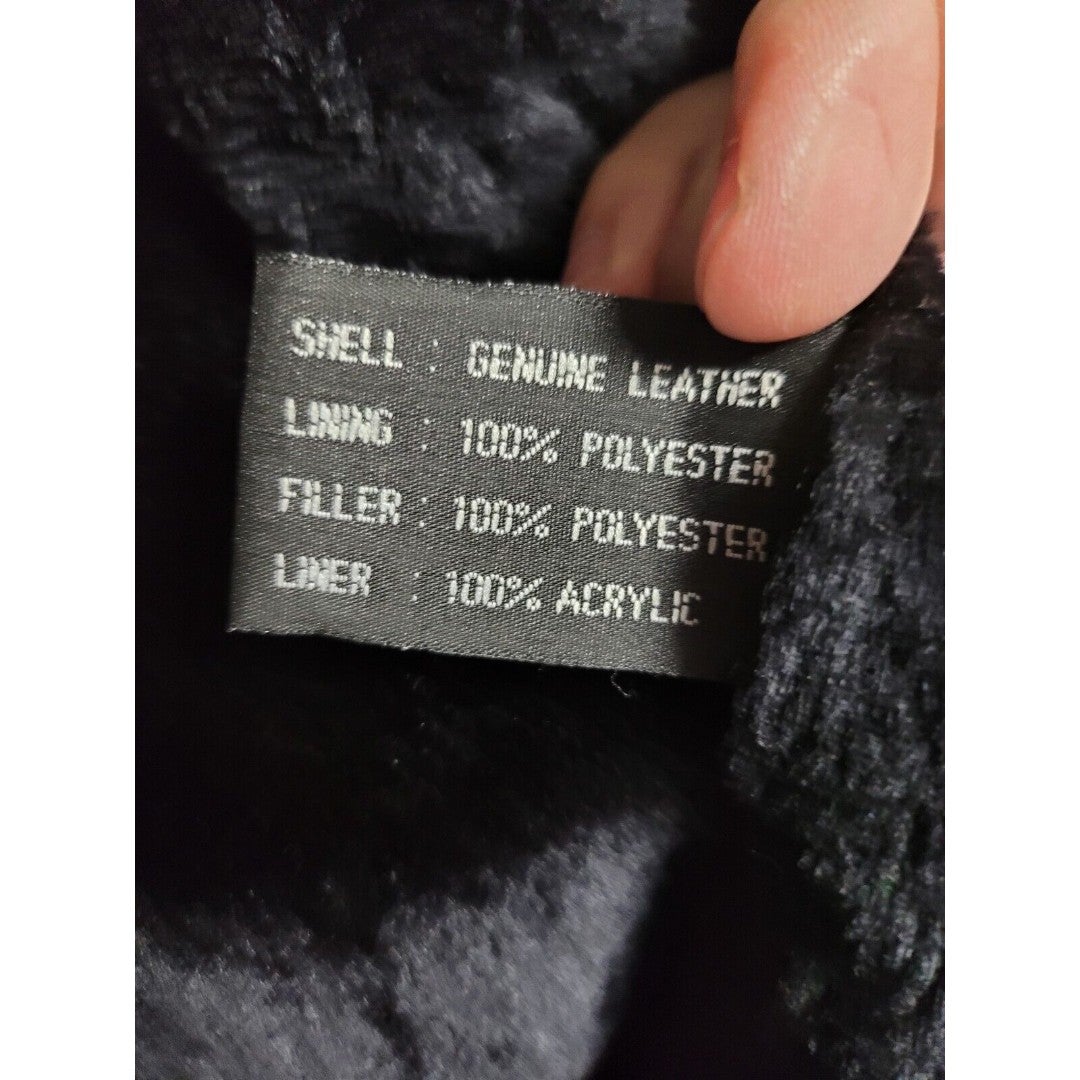 SHELL : GENUINE LEATHER
LINING : 100% POLYESTER
FILLER : 100% POLYESTER
LINER : 100% ACRYLIC